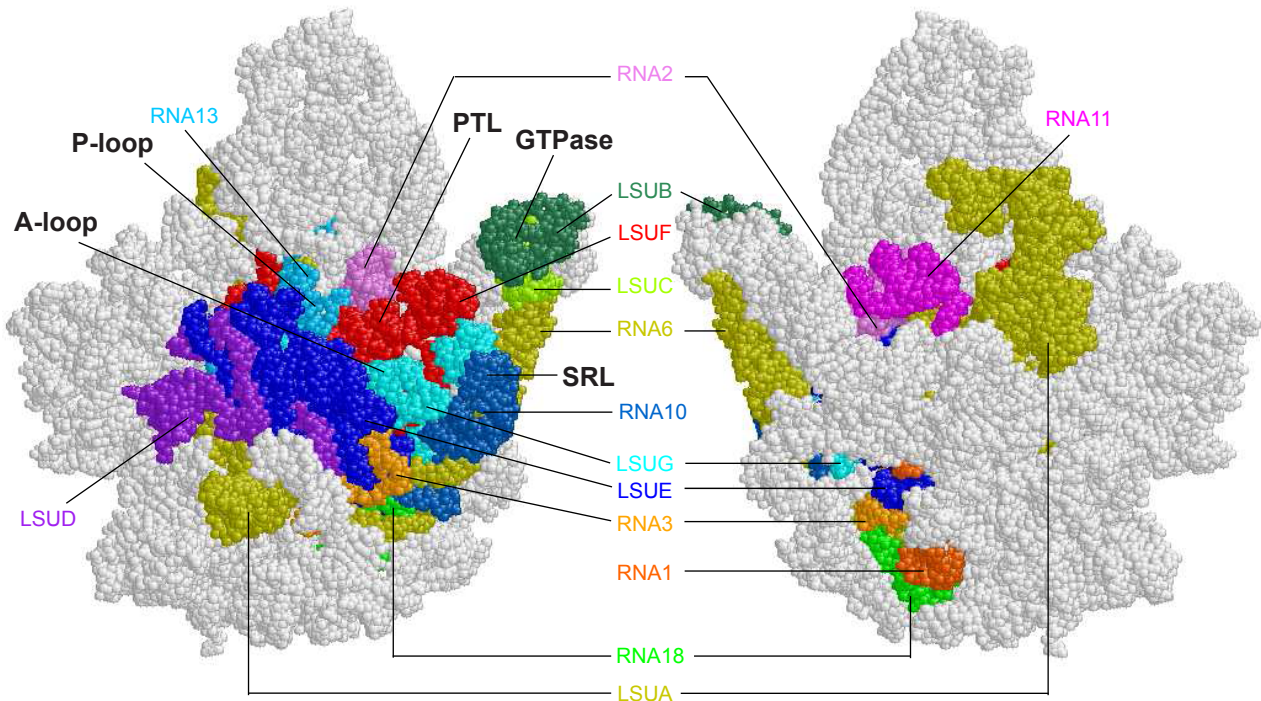 RNA2
RNA13
PTL
RNA11
P-loop
GTPase
LSUB
A-loop
LSUF
LSUC
RNA6
SRL
RNA10
LSUG
LSUE
LSUD
RNA3
RNA1
RNA18
LSUA